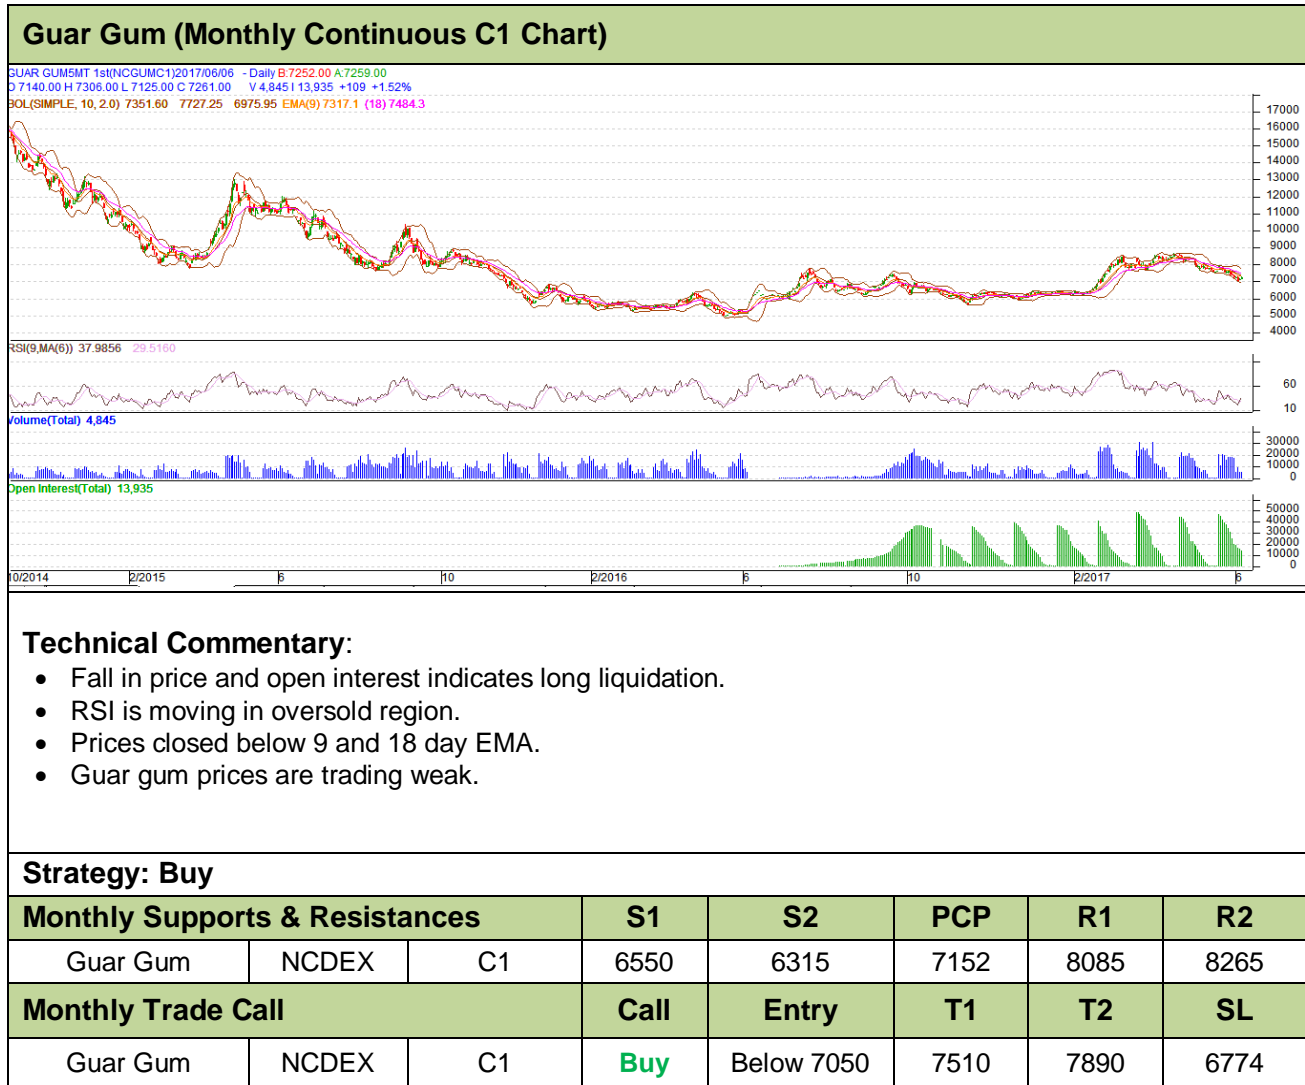 Guar Gum (Monthly Continuous C1 Chart)
GUAR GUM5MT 1st(NCGUMC1)2017/06/06 - Daily B:7252.00 A:7259.00
O 7140.00 H 7306.00 L 7125.00 C 7261.00 V 4,845 I 13,935 +109 +1.52%
BOL(SIMPLE, 10, 2.0) 7351.60 7727.25 6975.95 EMA(9) 7317.1 (18) 7484.3
17000
16000
15000
14000
13000
12000
11000
10000
9000
8000
7000
6000
5000
4000
RSI(9,MA(6)) 37.9856 29.5160
60
10
Volume(Total) 4,845
30000
20000
10000
0
Open Interest(Total) 13,935
50000
40000
30000
20000
10000
0
10/2014 2/2015 6 10 2/2016 6 10 2/2017 6
Technical Commentary:
• Fall in price and open interest indicates long liquidation.
• RSI is moving in oversold region.
• Prices closed below 9 and 18 day EMA.
• Guar gum prices are trading weak.
Strategy: Buy
Monthly Supports & Resistances S1 S2 PCP R1 R2
Guar Gum NCDEX C1 6550 6315 7152 8085 8265
Monthly Trade Call Call Entry T1 T2 SL
Guar Gum NCDEX C1 Buy Below 7050 7510 7890 6774